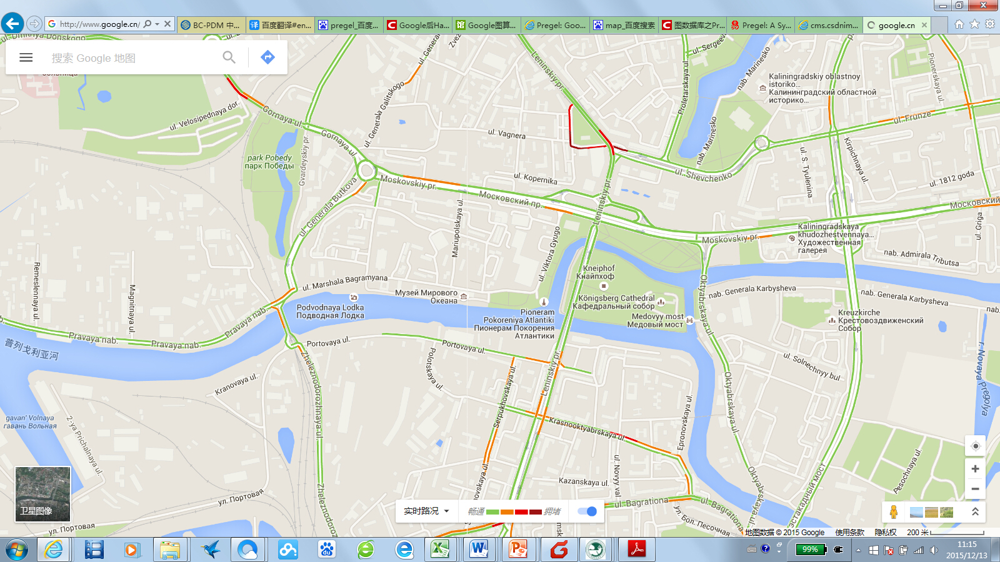 http://www.google.cn/
BC-PDM 中...
百度翻译#en...
pregel_百度...
Google后Ha...
Google图算...
Pregel: Goo...
map_百度搜索
图数据库之Pr...
Pregel: A Sy...
cms.csdnim...
google.cn
搜索 Google 地图
ul. Dmitriya Donskogo
ul. Velosipednaya dor.
Gornaya ul.
Gornaya ul.
ul. Generala Galitskogo
ul. General
Zvez
Leninskiy pr.
ul. Sergeev
Proletarskaya ul.
nab. Marinesko
nab. Marinesko
Kaliningradskiy oblastnoy
istoriko...
Калининградский областной
историко...
Pionerskaya ul.
ul. Frunze
ul. Vagnera
park Pobedy
парк Победы
Gvardeyskiy pr.
ul. Kopernika
Moskovskiy pr.
Московский пр.
Leninskiy pr.
ul. Shevchenko
ul. S. Tyulenina
Kirpichnaya ul.
ul. 1812 goda
Московский
ul. Generala Butkova
Mariupolskaya ul.
ul. Viktora Gyugo
Leninskiy pr.
Moskovskiy pr.
Kaliningradskaya
khudozhestvennaya...
Художественная
галерея
ul. Griga
nab. Admirala Tributsa
Remeslennaya ul.
Magnitnaya ul.
ul. Marshala Bagramyana
Музей Мирового
Океана
Kneiphof
Кнайпхоф
Königsberg Cathedral
Кафедральный собор
Medovyy most
Медовый мост
Podvodnaya Lodka
Подводная Лодка
Pioneram
Pokoreniya Atlantiki
Пионерам Покорения
Атлантики
nab. Generala Karbysheva
nab. Generala Karbysheva
nab
Kreuzkirche
Крестовоздвиженский
Собор
Oktyabrskaya ul.
Pravaya nab.
Pravaya nab.
Pravaya nab.
普列戈利亚河
Portovaya ul.
Portovaya ul.
Polotskaya ul.
Serpukhovskaya ul.
Leninskiy pr.
Kranovaya ul.
Zheleznodorozhnaya ul.
ul. Solnechnyy bul
Oktyabrskaya ul.
r. Novaya Pregolya
gavan' Volnaya
гавань Вольная
2-ya Prichalnaya ul.
Krasnooktyabrskaya ul.
Epronovskaya ul.
ul. Novyy val
Kazanskaya ul.
novskaya ul.
Pesochnaya ul.
Oktyabrskaya ul.
эстакадный мост
ul. Bagrationa
ul. Bagrationa
ул. Бол. Песочная
ул. Портовая
ул. Портовая
Zheleznodoro
卫星图像
实时路况
畅通
拥堵
地图数据 © 2015 Google
使用条款
隐私权
200 米
99%
11:15
2015/12/13